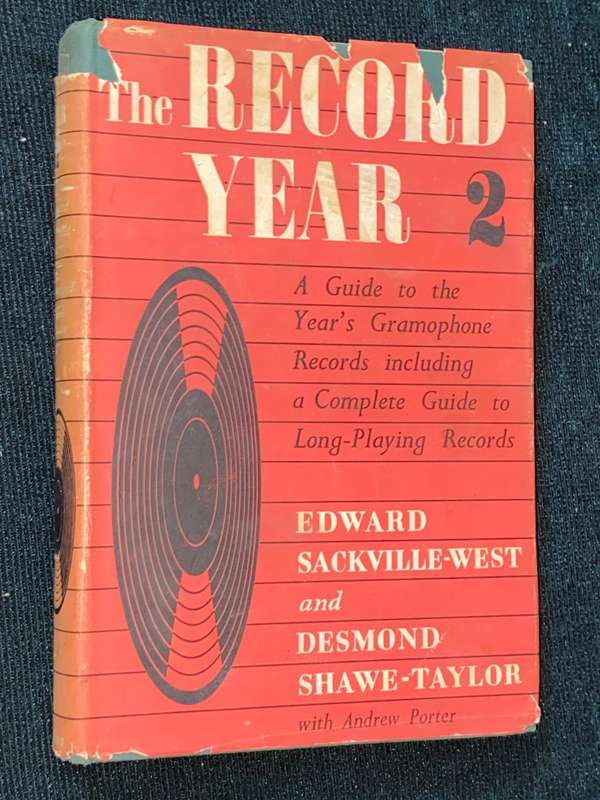 The RECORD
YEAR 2
A Guide to the
Year's Gramophone
Records including
a Complete Guide to
Long-Playing Records
EDWARD
SACKVILLE-WEST
and
DESMOND
SHAWE-TAYLOR
with Andrew Porter